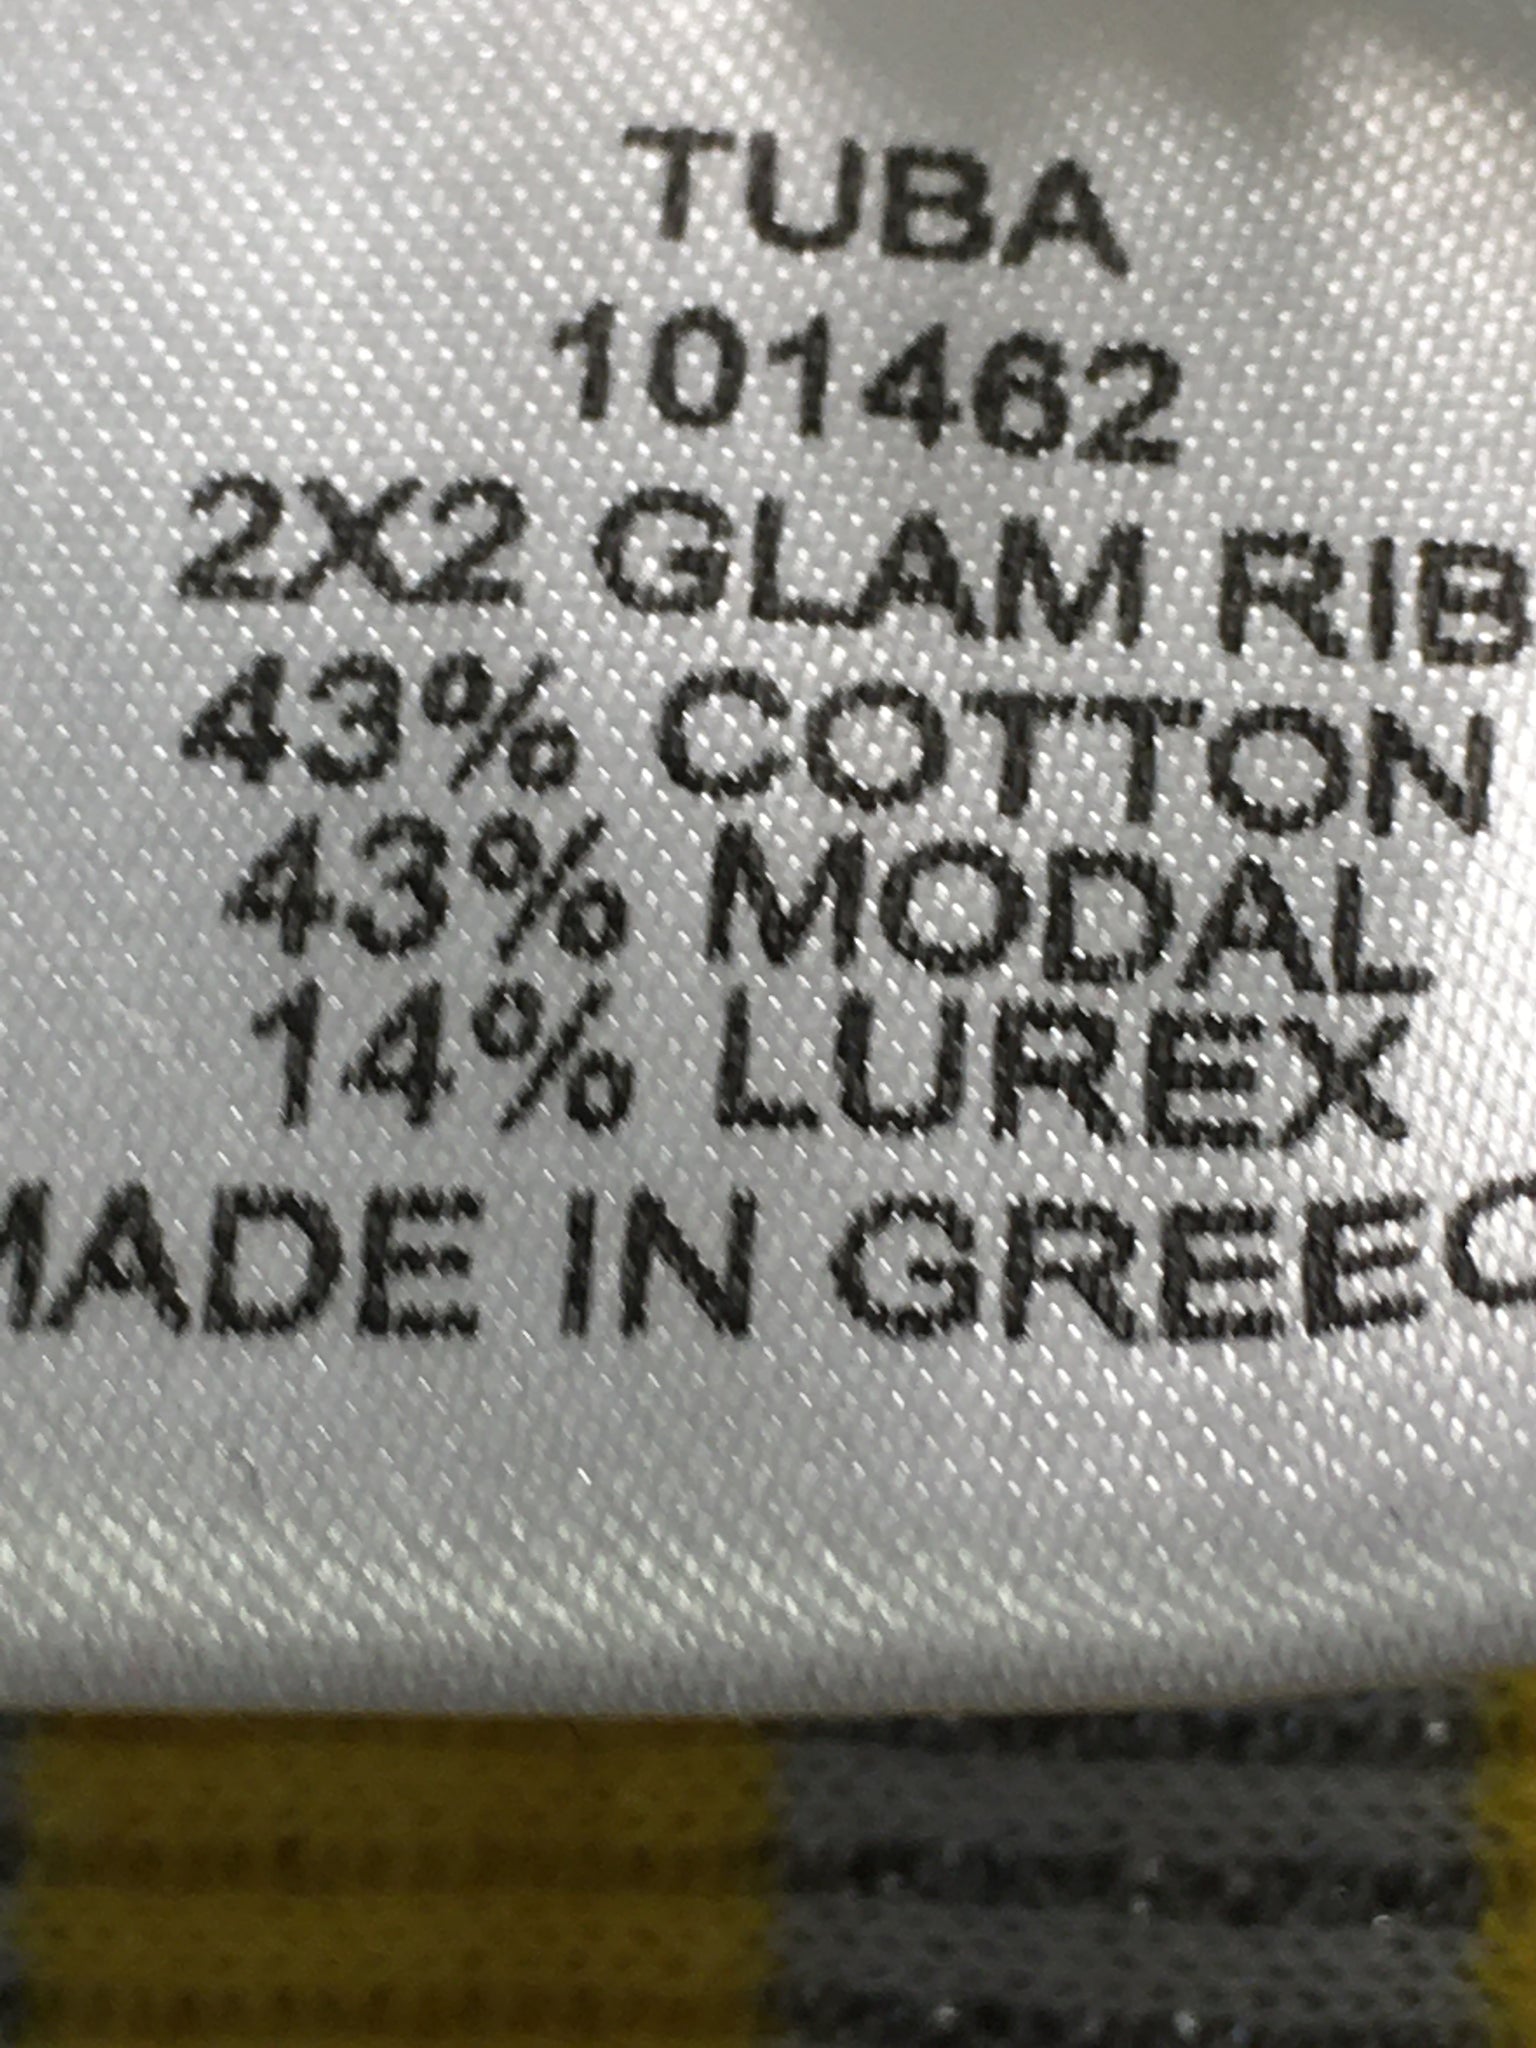 TUBA
101462
2X2 GLAM RIB
43% COTTON
43% MODAL
14% LUREX
MADE IN GREEC